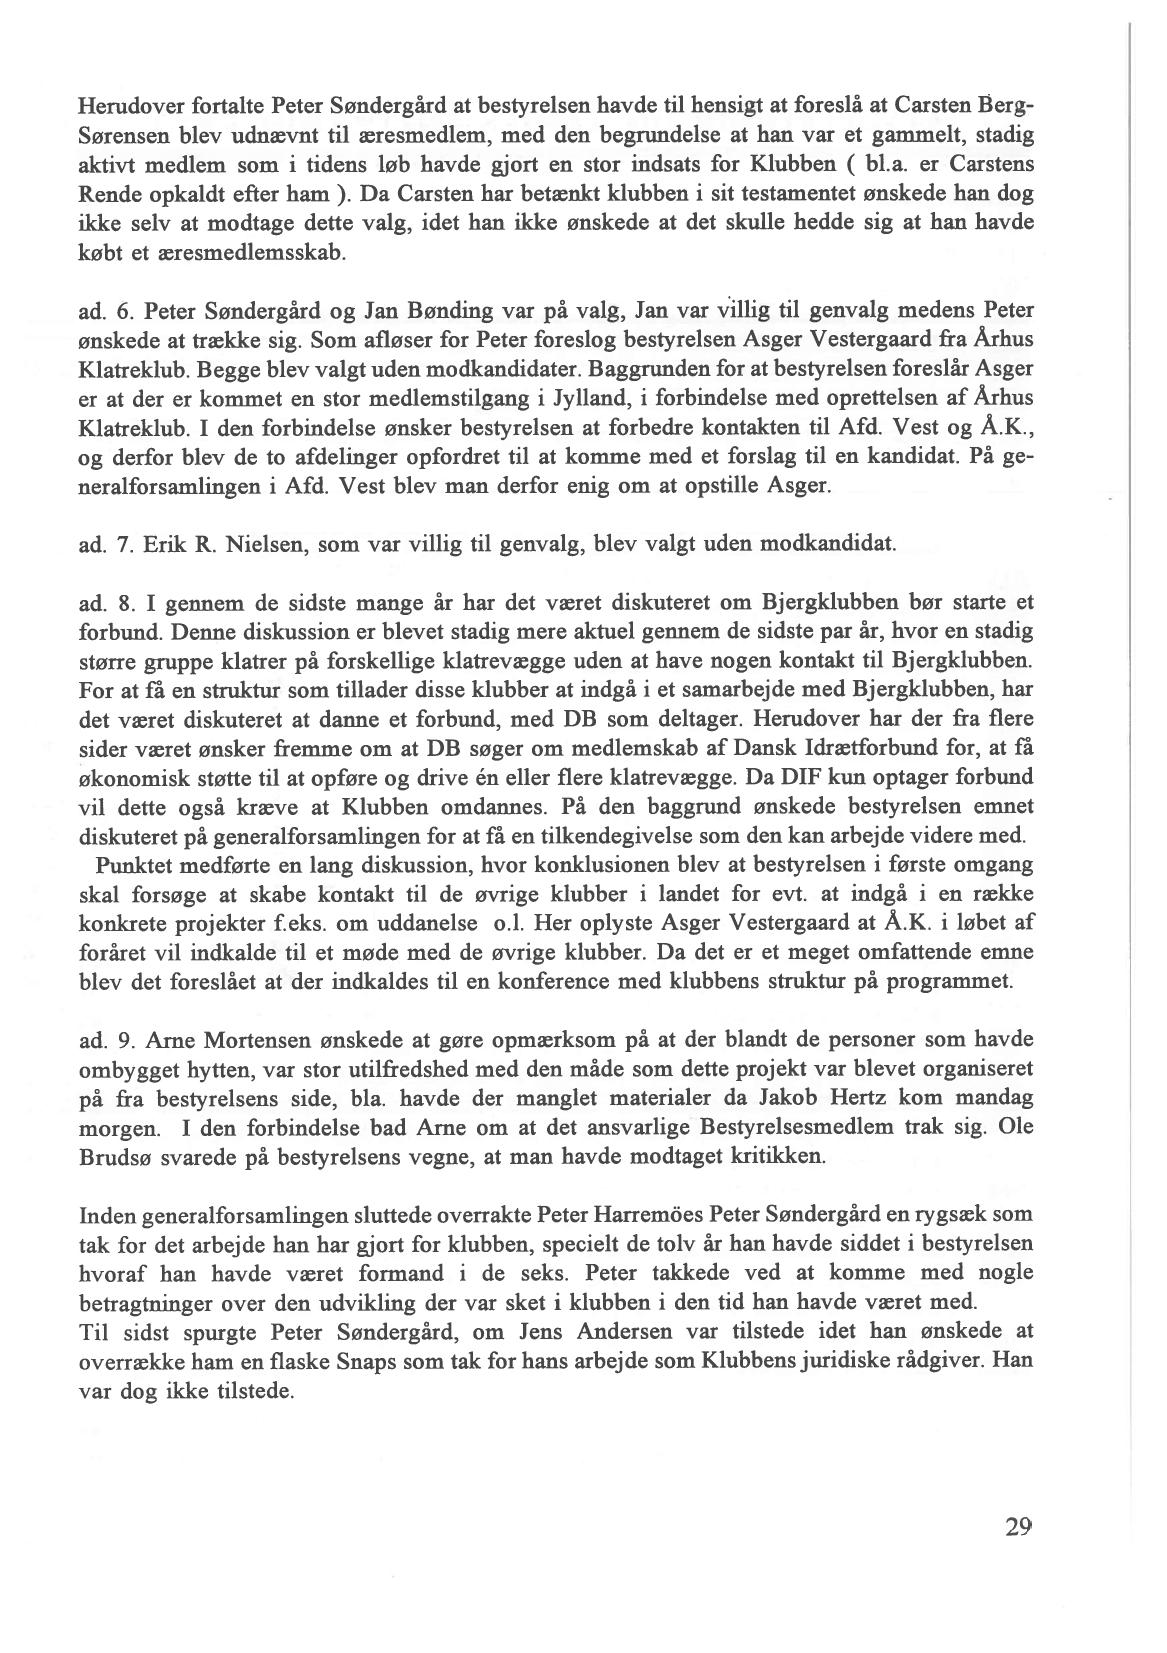 Herudover fortalte Peter Søndergård at bestyrelsen havde til hensigt at foreslå at Carsten Berg-
Sørensen blev udnævnt til æresmedlem, med den begrundelse at han var et gammelt, stadig
aktivt medlem som i tidens løb havde gjort en stor indsats for Klubben ( bl.a. er Carstens
Rende opkaldt efter ham ). Da Carsten har betænkt klubben i sit testamentet ønskede han dog
ikke selv at modtage dette valg, idet han ikke ønskede at det skulle hedde sig at han havde
købt et æresmedlemsskab.

ad. 6. Peter Søndergård og Jan Bønding var på valg, Jan var villig til genvalg medens Peter
ønskede at trække sig. Som afløser for Peter foreslog bestyrelsen Asger Vestergaard fra Århus
Klatreklub. Begge blev valgt uden modkandidater. Baggrunden for at bestyrelsen foreslår Asger
er at der er kommet en stor medlemstilgang i Jylland, i forbindelse med oprettelsen af Århus
Klatreklub. I den forbindelse ønsker bestyrelsen at forbedre kontakten til Afd. Vest og Å.K.,
og derfor blev de to afdelinger opfordret til at komme med et forslag til en kandidat. På ge-
neralforsamlingen i Afd. Vest blev man derfor enig om at opstille Asger.

ad. 7. Erik R. Nielsen, som var villig til genvalg, blev valgt uden modkandidat.

ad. 8. I gennem de sidste mange år har det været diskuteret om Bjergklubben bør starte et
forbund. Denne diskussion er blevet stadig mere aktuel gennem de sidste par år, hvor en stadig
større gruppe klatrer på forskellige klatrevægge uden at have nogen kontakt til Bjergklubben.
For at få en struktur som tillader disse klubber at indgå i et samarbejde med Bjergklubben, har
det været diskuteret at danne et forbund, med DB som deltager. Herudover har der fra flere
sider været ønsker fremme om at DB søger om medlemskab af Dansk Idrætforbund for, at få
økonomisk støtte til at opføre og drive én eller flere klatrevægge. Da DIF kun optager forbund
vil dette også kræve at Klubben omdannes. På den baggrund ønskede bestyrelsen emnet
diskuteret på generalforsamlingen for at få en tilkendegivelse som den kan arbejde videre med.
Punktet medførte en lang diskussion, hvor konklusionen blev at bestyrelsen i første omgang
skal forsøge at skabe kontakt til de øvrige klubber i landet for evt. at indgå i en række
konkrete projekter f.eks. om uddanelse o.l. Her oplyste Asger Vestergaard at Å.K. i løbet af
foråret vil indkalde til et møde med de øvrige klubber. Da det er et meget omfattende emne
blev det foreslået at der indkaldes til en konference med klubbens struktur på programmet.

ad. 9. Arne Mortensen ønskede at gøre opmærksom på at der blandt de personer som havde
ombygget hytten, var stor utilfredshed med den måde som dette projekt var blevet organiseret
på fra bestyrelsens side, bla. havde der manglet materialer da Jakob Hertz kom mandag
morgen. I den forbindelse bad Arne om at det ansvarlige Bestyrelsesmedlem trak sig. Ole
Brudsø svarede på bestyrelsens vegne, at man havde modtaget kritikken.

Inden generalforsamlingen sluttede overrakte Peter Harremöes Peter Søndergård en rygsæk som
tak for det arbejde han har gjort for klubben, specielt de tolv år han havde siddet i bestyrelsen
hvoraf han havde været formand i de seks. Peter takkede ved at komme med nogle
betragtninger over den udvikling der var sket i klubben i den tid han havde været med.
Til sidst spurgte Peter Søndergård, om Jens Andersen var tilstede idet han ønskede at
overrække ham en flaske Snaps som tak for hans arbejde som Klubbens juridiske rådgiver. Han
var dog ikke tilstede.

29